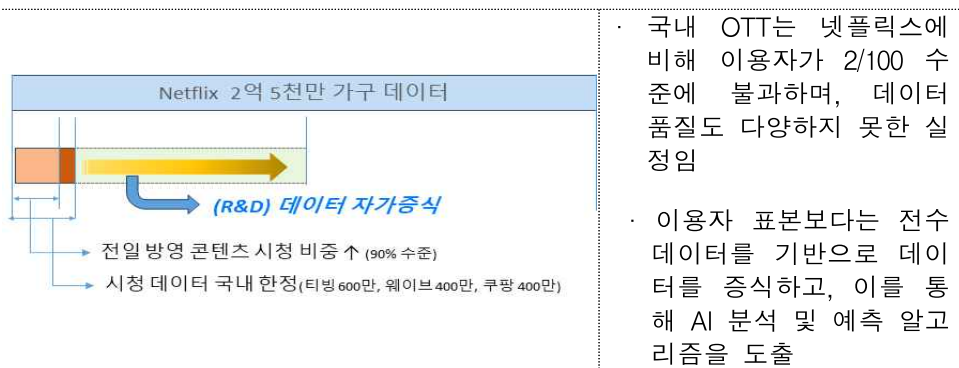 Netflix 2억 5천만 가구 데이터
(R&D) 데이터 자가증식
전일 방영 콘텐츠 시청 비중 ↑ (90% 수준)
시청 데이터 국내 한정(티빙 600만, 웨이브 400만, 쿠팡 400만)
· 국내 OTT는 넷플릭스에
비해 이용자가 2/100 수
준에 불과하며, 데이터
품질도 다양하지 못한 실
정임
· 이용자 표본보다는 전수
데이터를 기반으로 데이
터를 증식하고, 이를 통
해 AI 분석 및 예측 알고
리즘을 도출